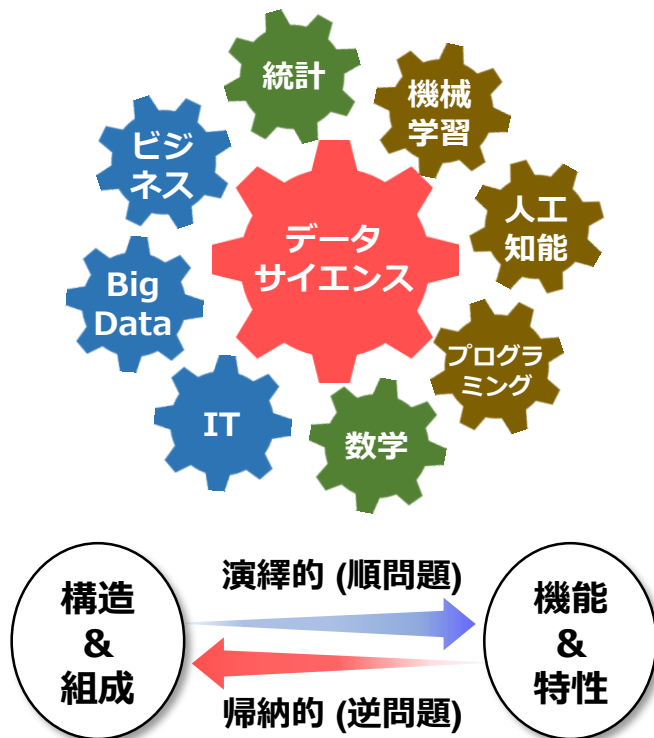 統計
機械
学習
ビジ
ネス
人工
知能
データ
サイエンス
Big
Data
プログラ
ミング
IT
数学
演繹的 (順問題)
構造
&
組成
機能
&
特性
帰納的 (逆問題)